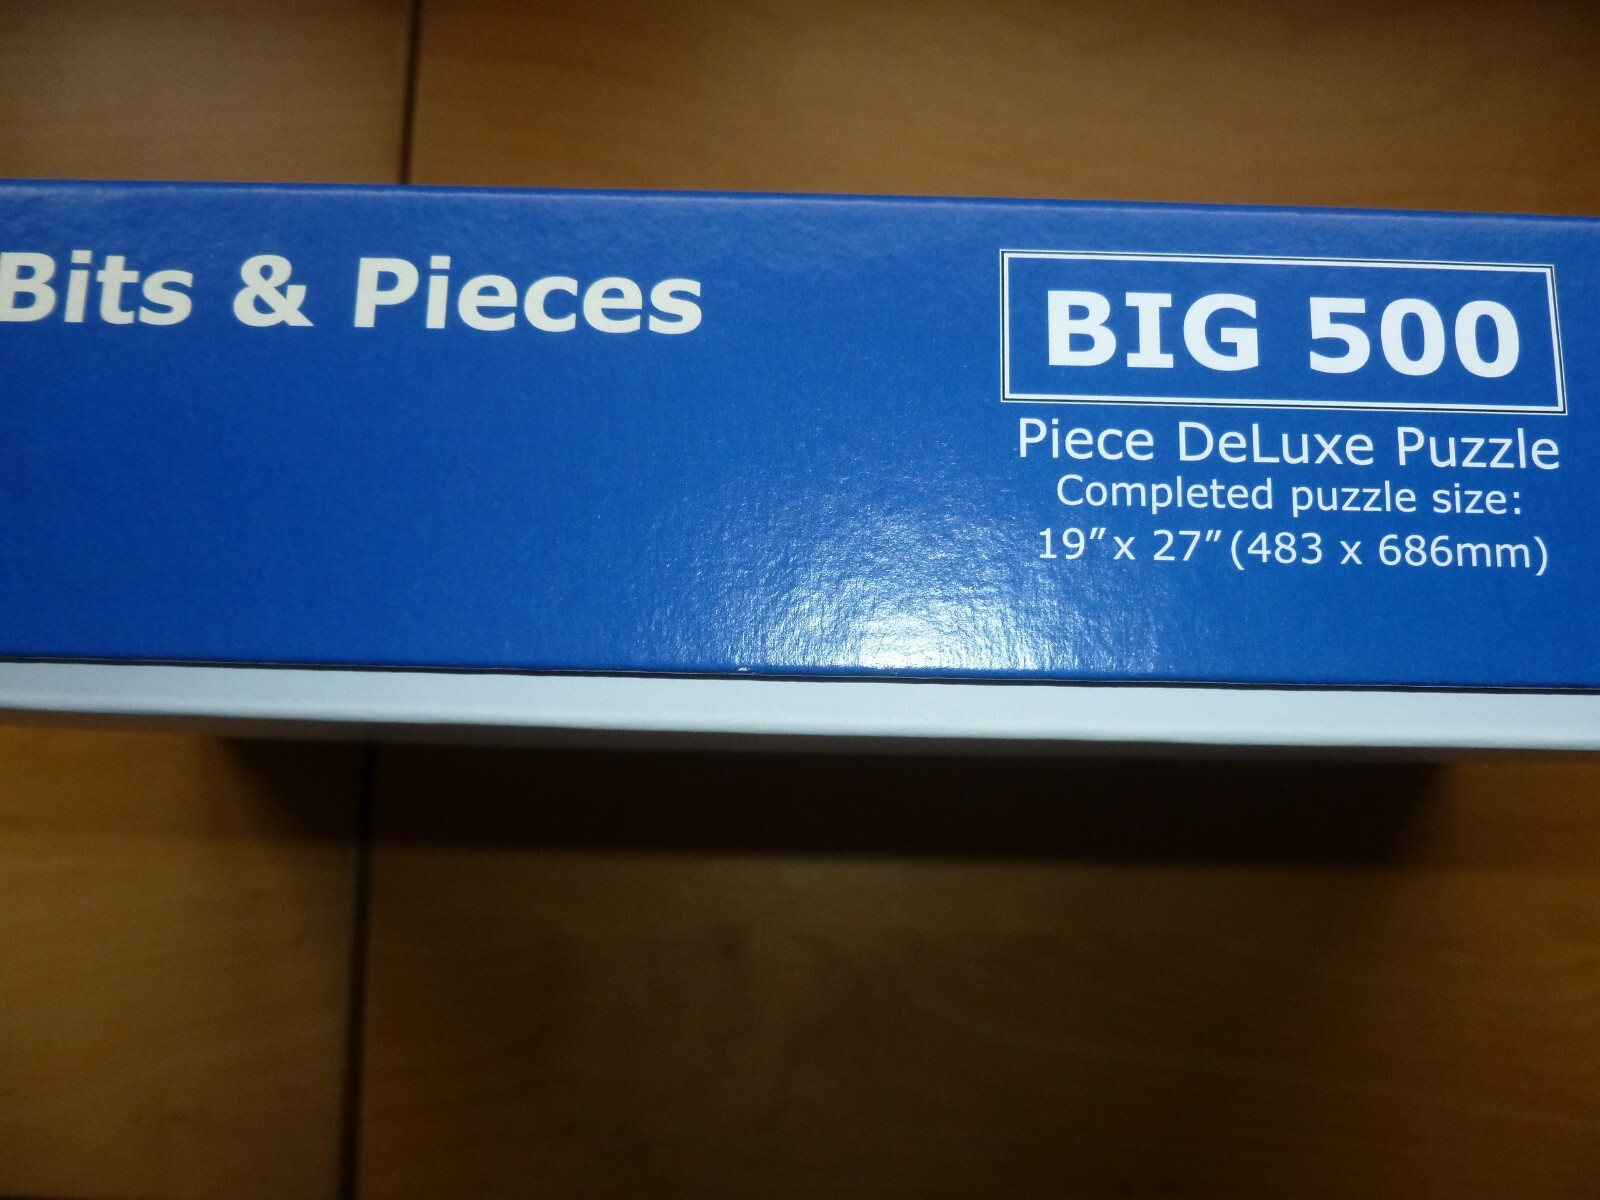 Bits & Pieces
BIG 500
Piece DeLuxe Puzzle
Completed puzzle size:
19” x 27” (483 x 686mm)